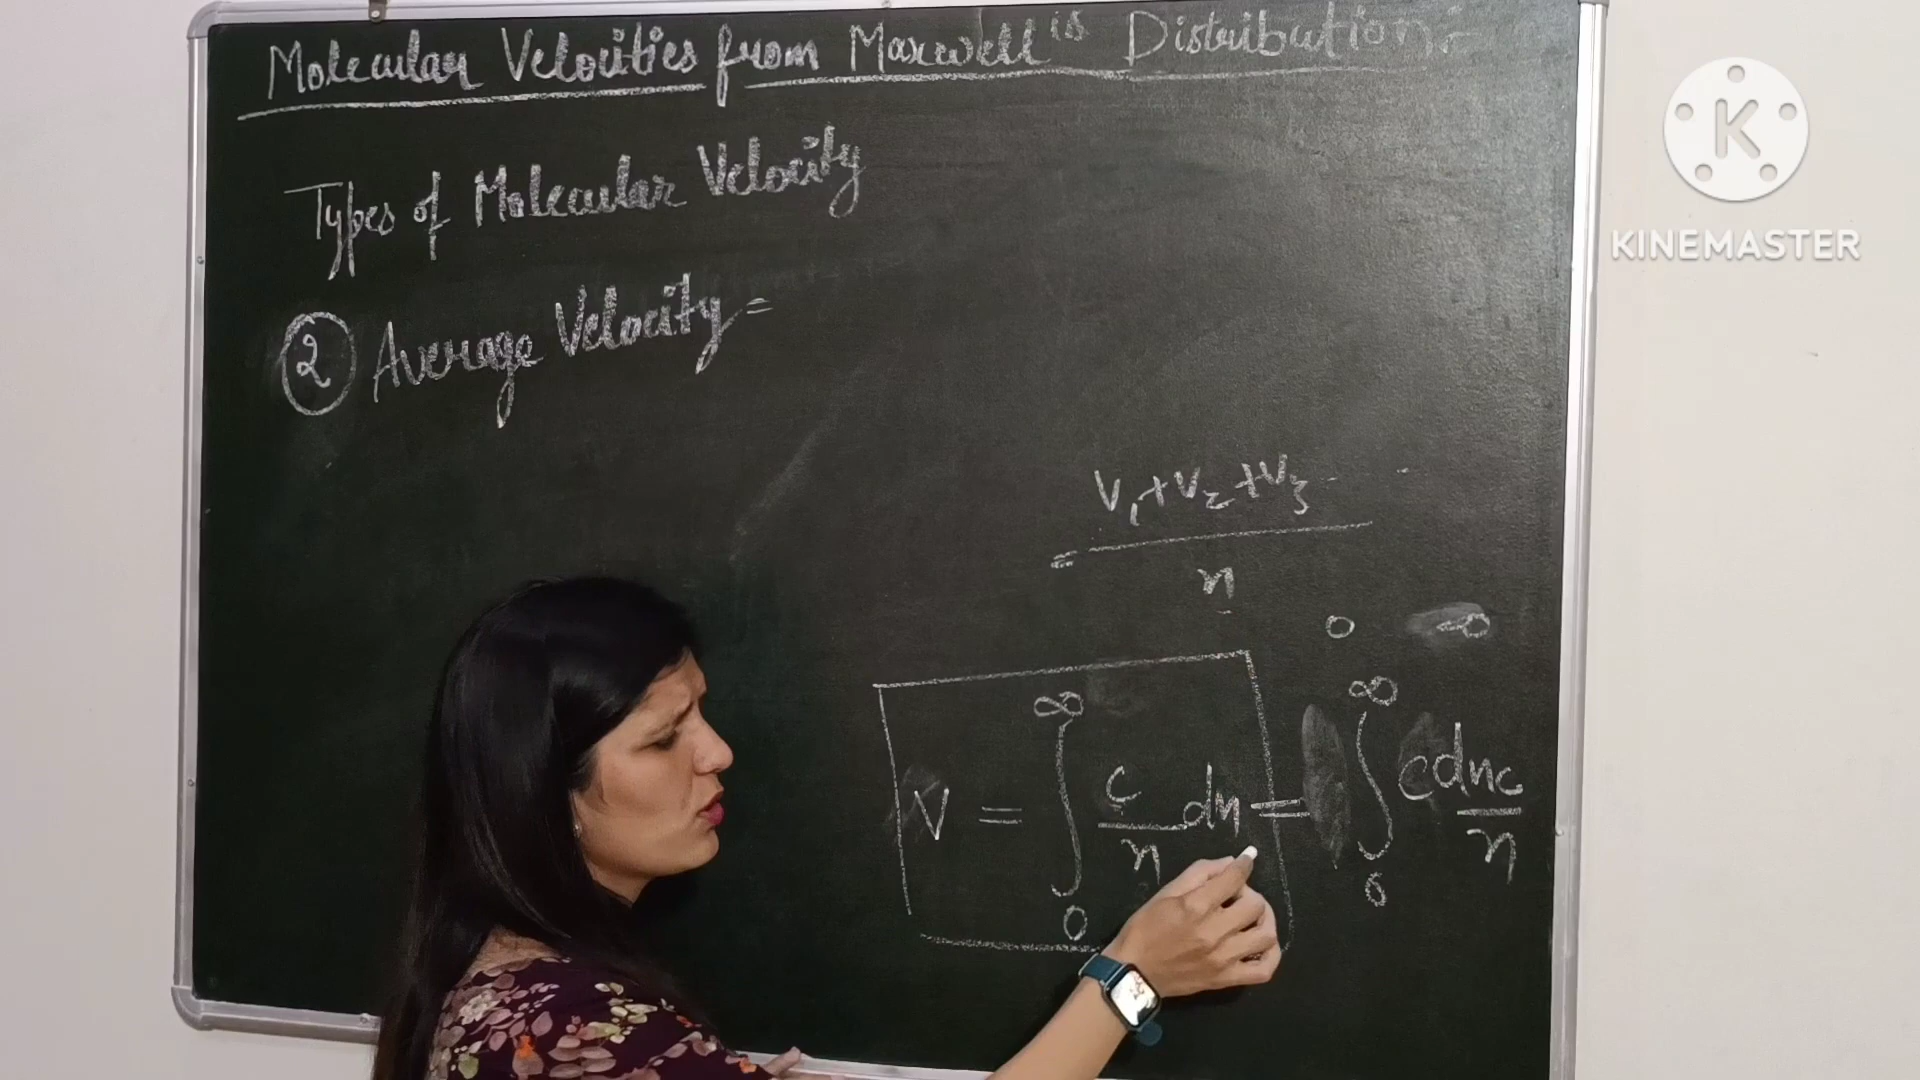 Molecular Velocities from Maxwell's Distribution:-
K
KINEMASTER
Types of Molecular Velocity
② Average Velocity =
= V₁+V₂+V₃ - -
n
0 ∞
V = ∫₀^∞ c/n dn = ∫₀^∞ c dnc/n